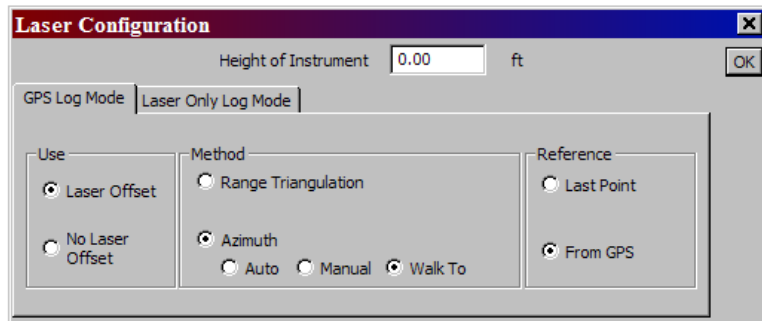 Laser Configuration
Height of Instrument 0.00 ft
OK
GPS Log Mode Laser Only Log Mode
Use Method Reference
Laser Offset Range Triangulation Last Point
No Laser
Offset
Azimuth From GPS
Auto Manual Walk To